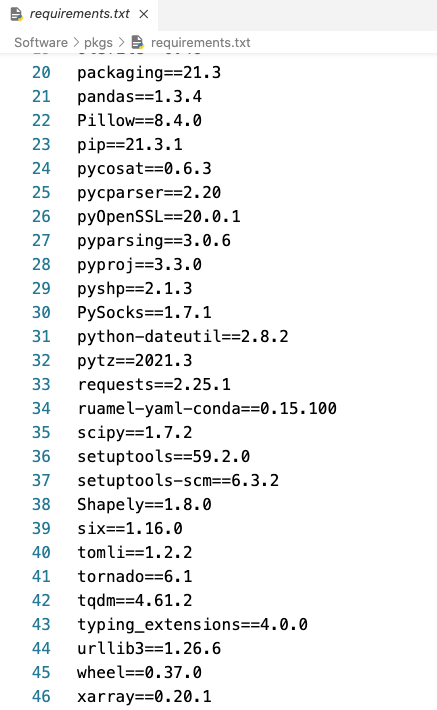 requirements.txt ×
Software > pkgs > requirements.txt
20 packaging==21.3
21 pandas==1.3.4
22 Pillow==8.4.0
23 pip==21.3.1
24 pycosat==0.6.3
25 pycparser==2.20
26 pyOpenSSL==20.0.1
27 pyparsing==3.0.6
28 pyproj==3.3.0
29 pyshp==2.1.3
30 PySocks==1.7.1
31 python-dateutil==2.8.2
32 pytz==2021.3
33 requests==2.25.1
34 ruamel-yaml-conda==0.15.100
35 scipy==1.7.2
36 setuptools==59.2.0
37 setuptools-scm==6.3.2
38 Shapely==1.8.0
39 six==1.16.0
40 tomli==1.2.2
41 tornado==6.1
42 tqdm==4.61.2
43 typing_extensions==4.0.0
44 urllib3==1.26.6
45 wheel==0.37.0
46 xarray==0.20.1